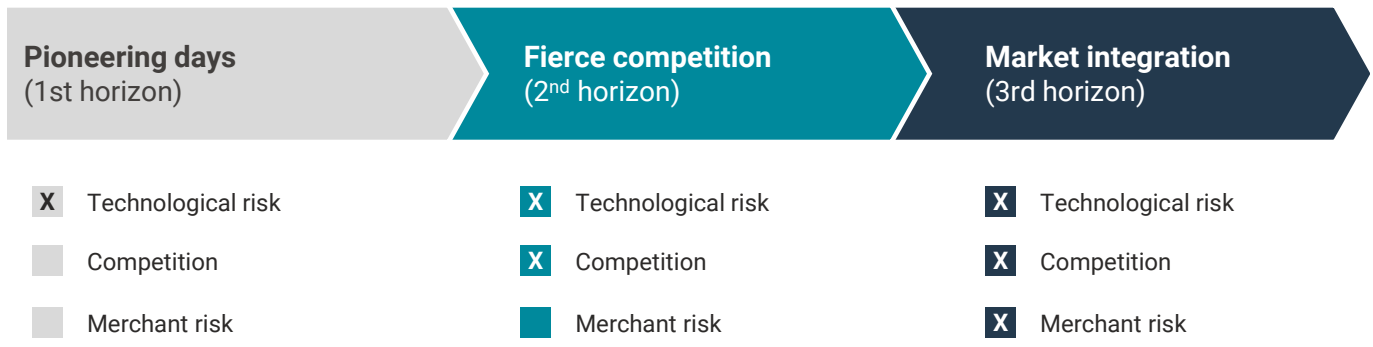 Pioneering days
(1st horizon)
Fierce competition
(2nd horizon)
Market integration
(3rd horizon)
X Technological risk
Competition
Merchant risk
X Technological risk
X Competition
Merchant risk
X Technological risk
X Competition
X Merchant risk